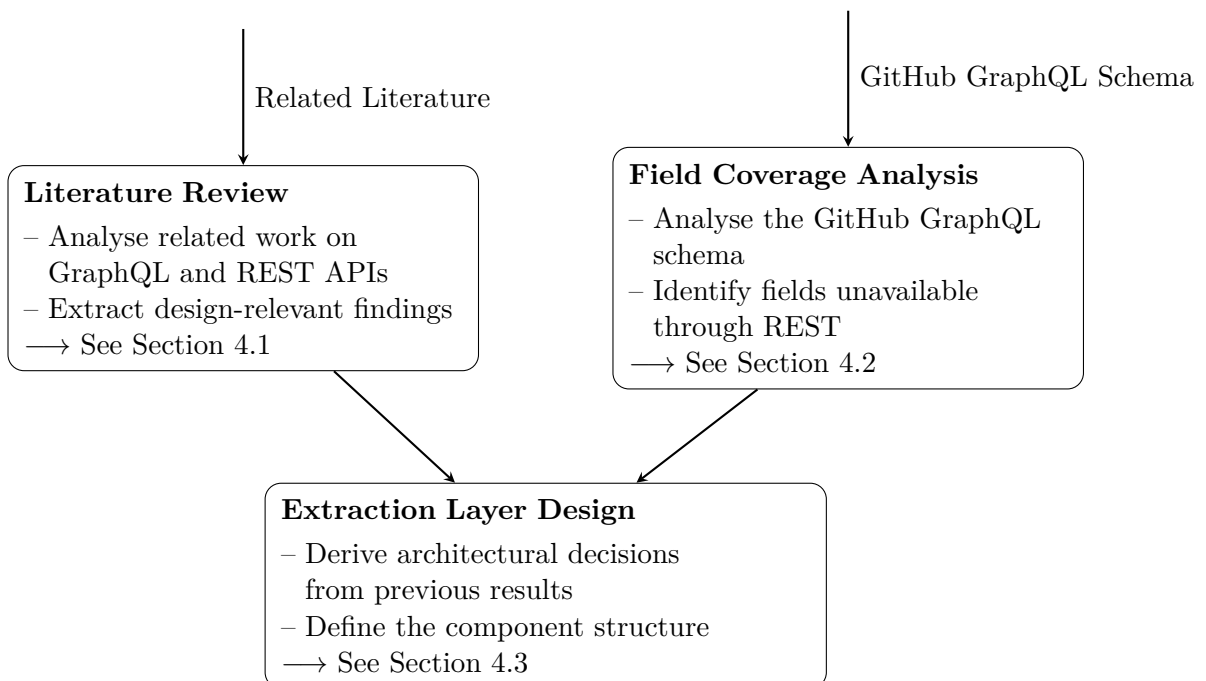 Related Literature
GitHub GraphQL Schema
Literature Review
– Analyse related work on
GraphQL and REST APIs
– Extract design-relevant findings
⟶ See Section 4.1
Field Coverage Analysis
– Analyse the GitHub GraphQL
schema
– Identify fields unavailable
through REST
⟶ See Section 4.2
Extraction Layer Design
– Derive architectural decisions
from previous results
– Define the component structure
⟶ See Section 4.3